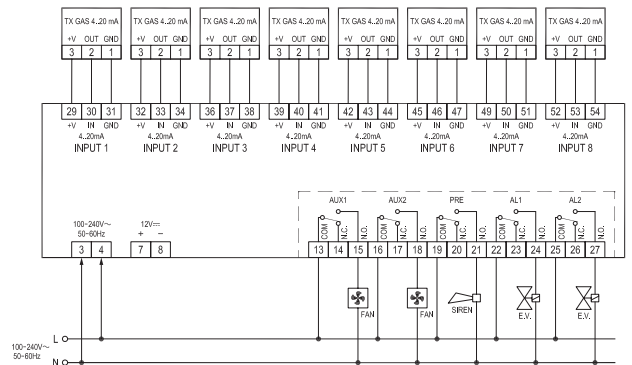 TX GAS 4..20 mA TX GAS 4..20 mA TX GAS 4..20 mA TX GAS 4..20 mA TX GAS 4..20 mA TX GAS 4..20 mA TX GAS 4..20 mA TX GAS 4..20 mA
+V OUT GND +V OUT GND +V OUT GND +V OUT GND +V OUT GND +V OUT GND +V OUT GND +V OUT GND
3 2 1 3 2 1 3 2 1 3 2 1 3 2 1 3 2 1 3 2 1 3 2 1
29 30 31 32 33 34 36 37 38 39 40 41 42 43 44 45 46 47 49 50 51 52 53 54
+V IN GND +V IN GND +V IN GND +V IN GND +V IN GND +V IN GND +V IN GND +V IN GND
4..20mA 4..20mA 4..20mA 4..20mA 4..20mA 4..20mA 4..20mA 4..20mA
INPUT 1 INPUT 2 INPUT 3 INPUT 4 INPUT 5 INPUT 6 INPUT 7 INPUT 8
AUX1 AUX2 PRE AL1 AL2
100-240V~ 12V⎓
50-60Hz + −
COM N.C. N.O. COM N.C. N.O. COM N.C. N.O. COM N.C. N.O. COM N.C. N.O.
3 4 7 8 13 14 15 16 17 18 19 20 21 22 23 24 25 26 27
FAN FAN SIREN E.V. E.V.
L
100-240V~
50-60Hz
N